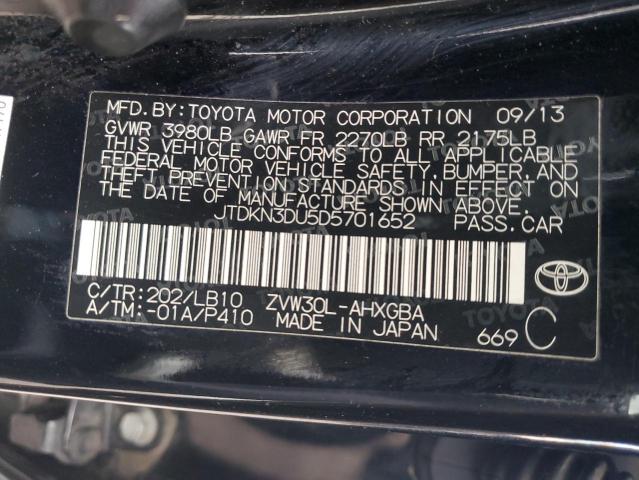 MFD.BY:TOYOTA MOTOR CORPORATION 09/13
GVWR 3980LB GAWR FR 2270LB RR 2175LB
THIS VEHICLE CONFORMS TO ALL APPLICABLE
FEDERAL MOTOR VEHICLE SAFETY,BUMPER,AND
THEFT PREVENTION STANDARDS IN EFFECT ON
THE DATE OF MANUFACTURE SHOWN ABOVE.
JTDKN3DU5D5701652 PASS.CAR
C/TR:202/LB10 ZVW30L-AHXGBA
A/TM:-01A/P410 MADE IN JAPAN
669 C